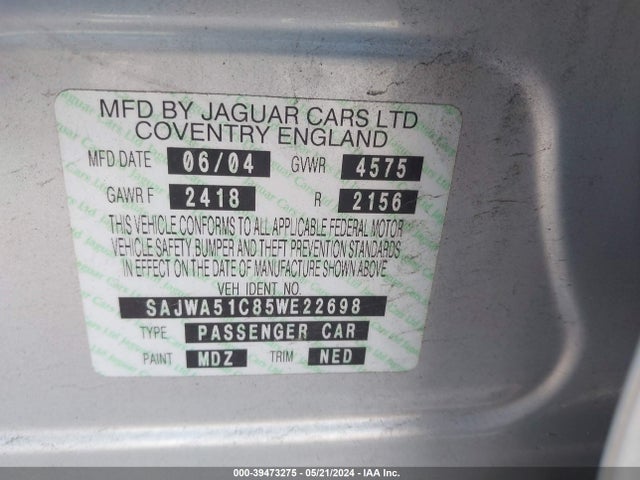 MFD BY JAGUAR CARS LTD
COVENTRY ENGLAND
MFD DATE 06/04 GVWR 4575
GAWR F 2418 R 2156
THIS VEHICLE CONFORMS TO ALL APPLICABLE FEDERAL MOTOR
VEHICLE SAFETY BUMPER AND THEFT PREVENTION STANDARDS
IN EFFECT ON THE DATE OF MANUFACTURE SHOWN ABOVE
VEH IDENT NO.
SAJWA51C85WE22698
TYPE PASSENGER CAR
PAINT MDZ TRIM NED
000-39473275 - 05/21/2024 - IAA Inc.